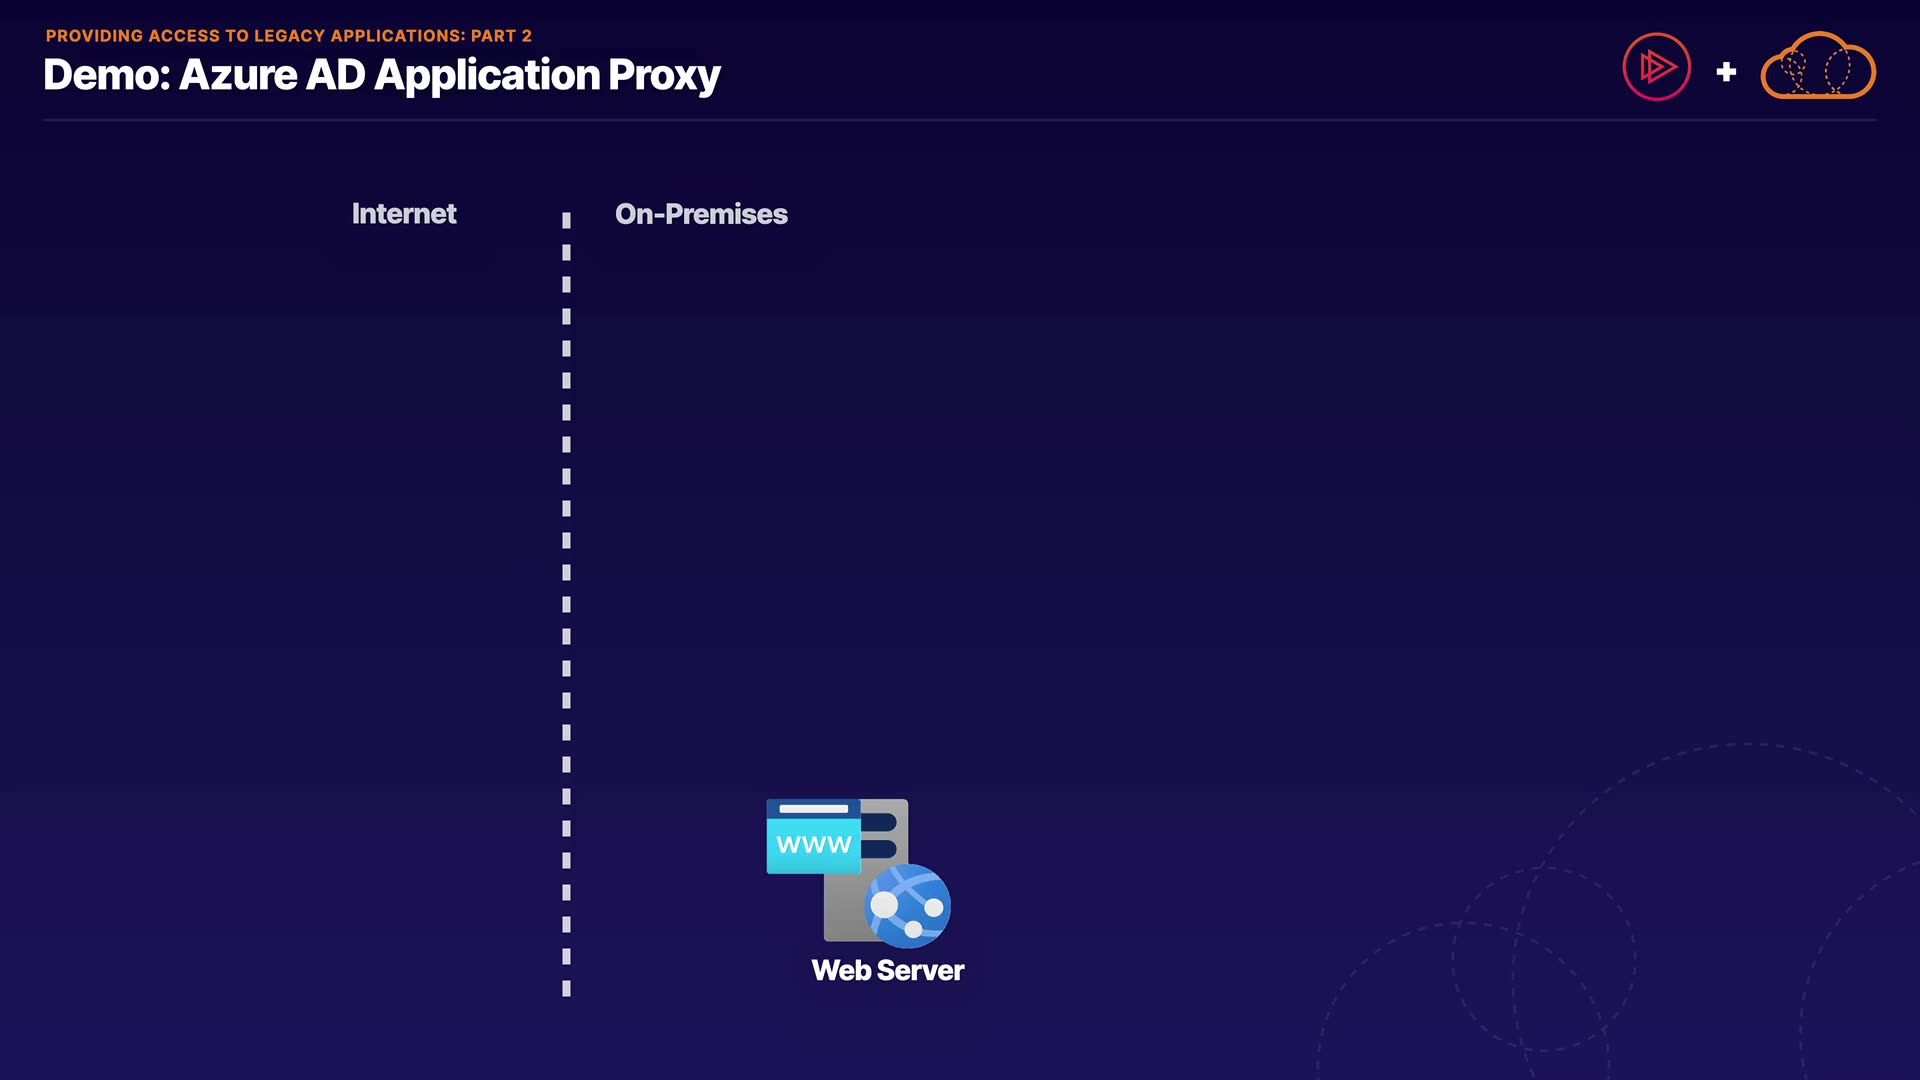 PROVIDING ACCESS TO LEGACY APPLICATIONS: PART 2
Demo: Azure AD Application Proxy
Internet
On-Premises
WWW
Web Server